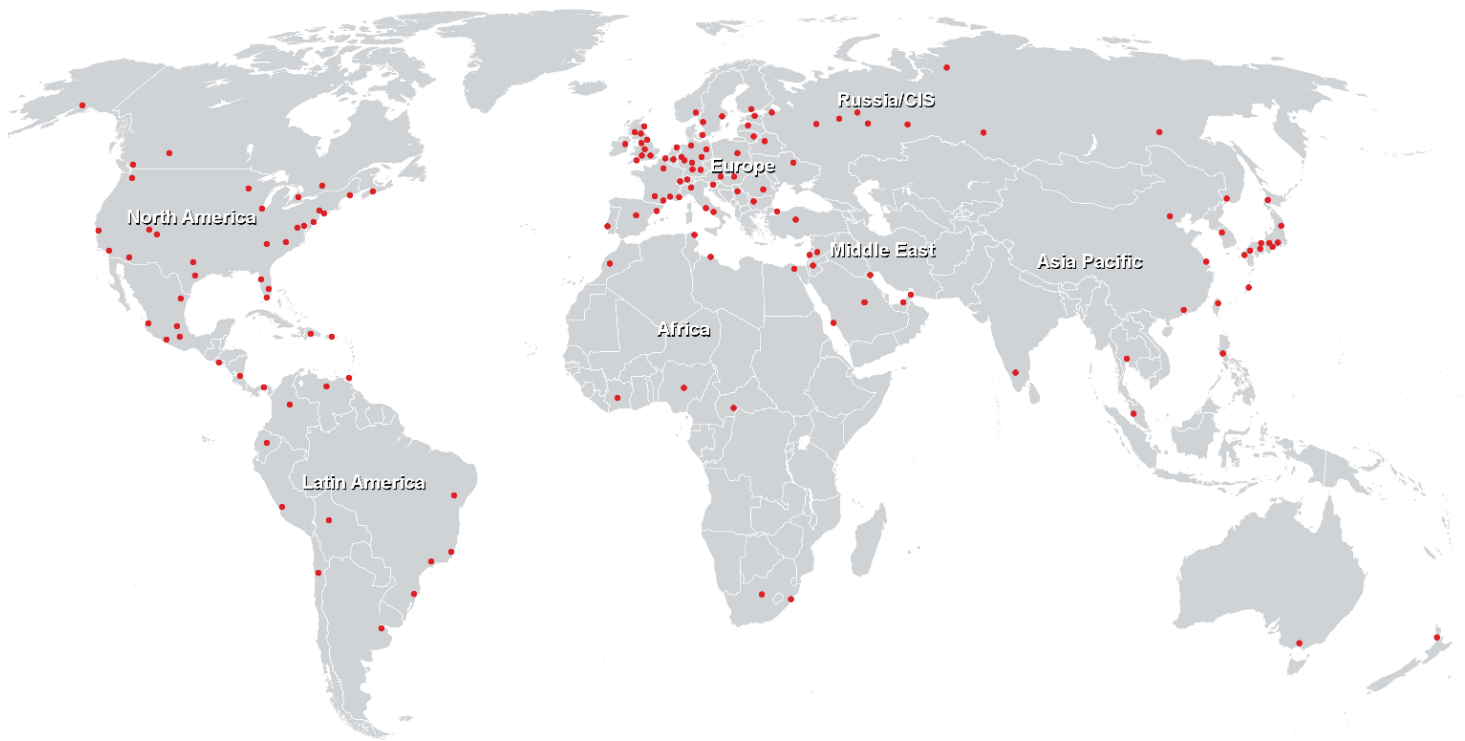 Russia/CIS
Europe
North America
Middle East
Asia Pacific
Africa
Latin America